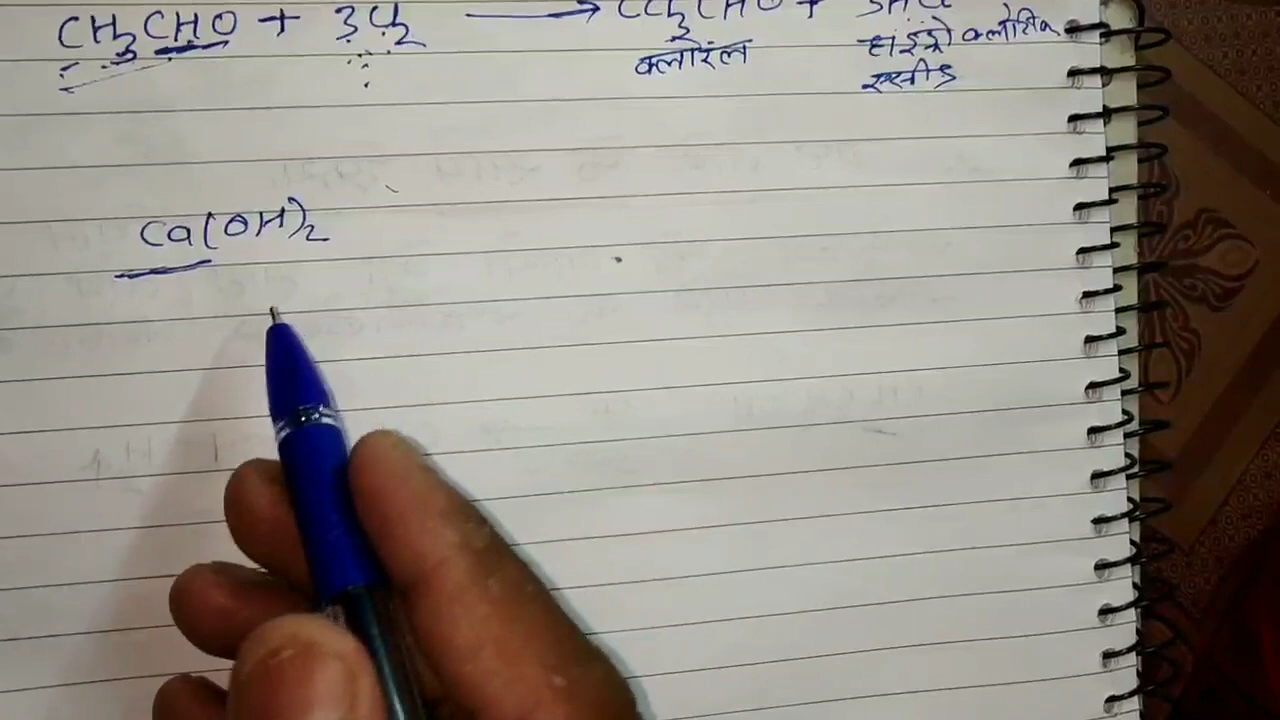 CH3CHO + 3Cl2 → CCl3CHO + 3HCl
क्लोरल हाइड्रो क्लोरिक
एसीड
Ca(OH)2